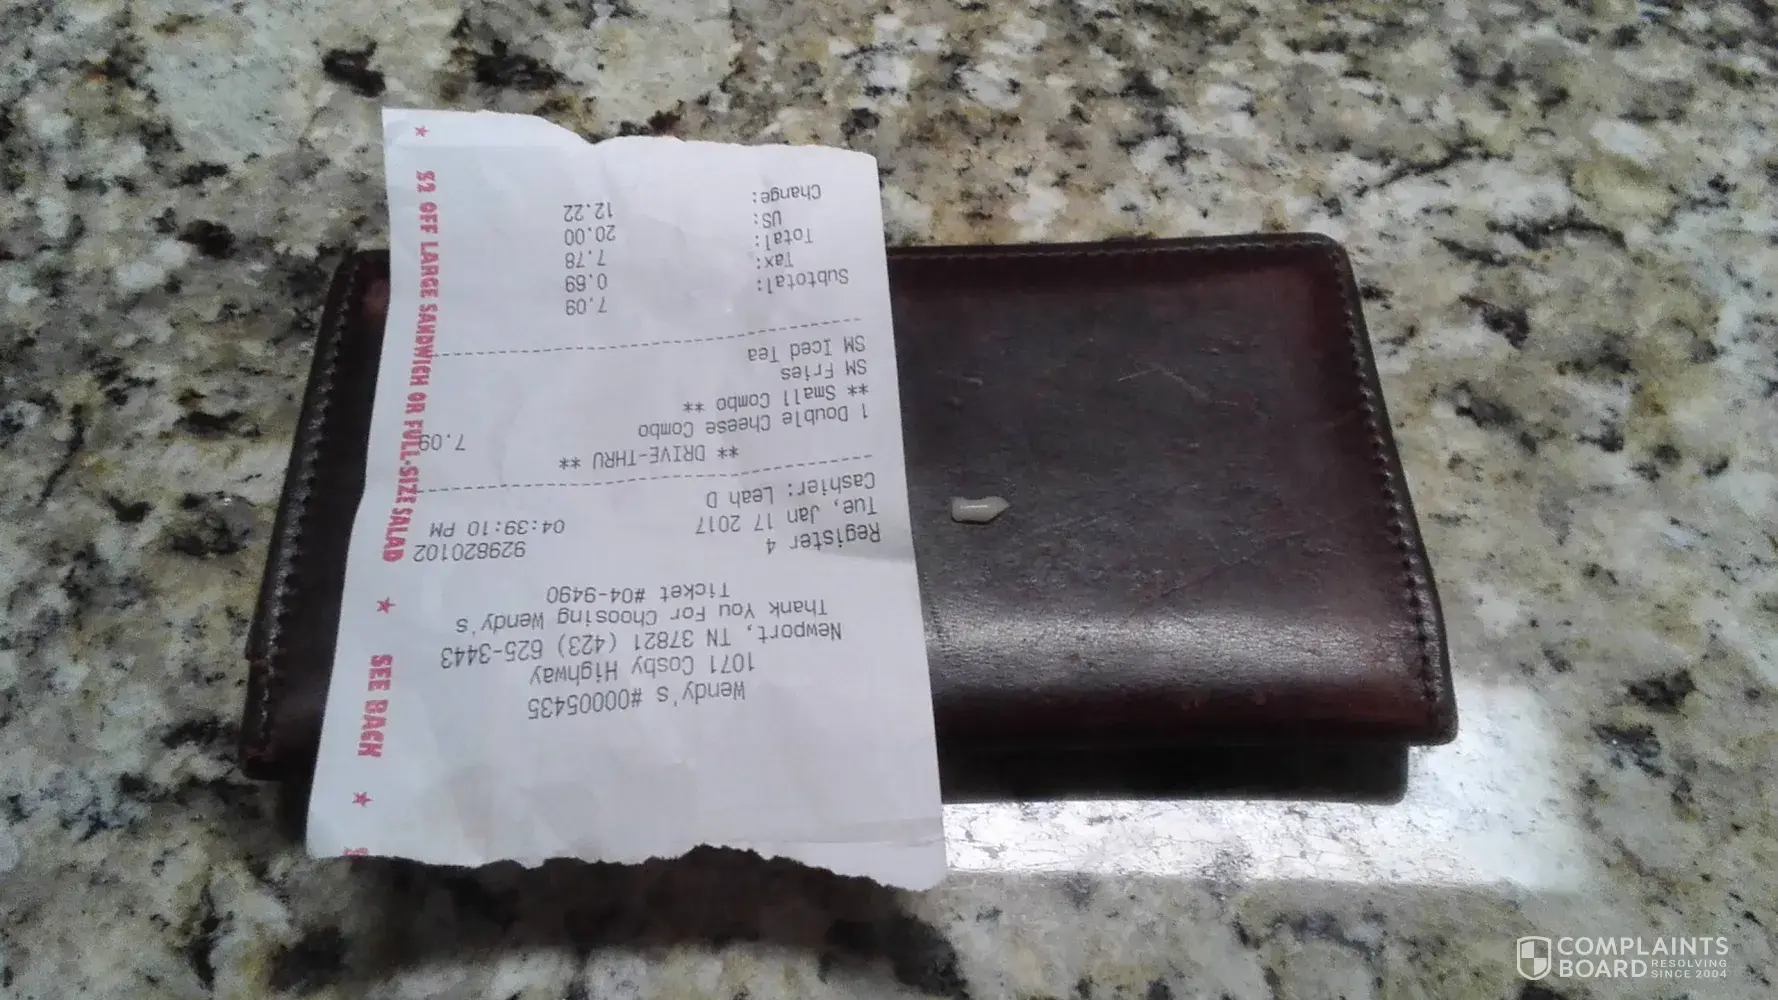 Wendy's #00005435
1071 Cosby Highway
Newport, TN 37821 (423) 625-3443
Thank You For Choosing Wendy's
Ticket #04-9490
Register 4 929820102
Tue, Jan 17 2017 04:39:10 PM
Cashier: Leah D
** DRIVE-THRU **
1 Double Cheese Combo 7.09
** Small Combo **
SM Fries
SM Iced Tea
Subtotal: 7.09
Tax: 0.69
Total: 7.78
US: 20.00
Change: 12.22
★ $2 OFF LARGE SANDWICH OR FULL-SIZE SALAD ★ SEE BACK ★
COMPLAINTS
BOARD RESOLVING
SINCE 2004